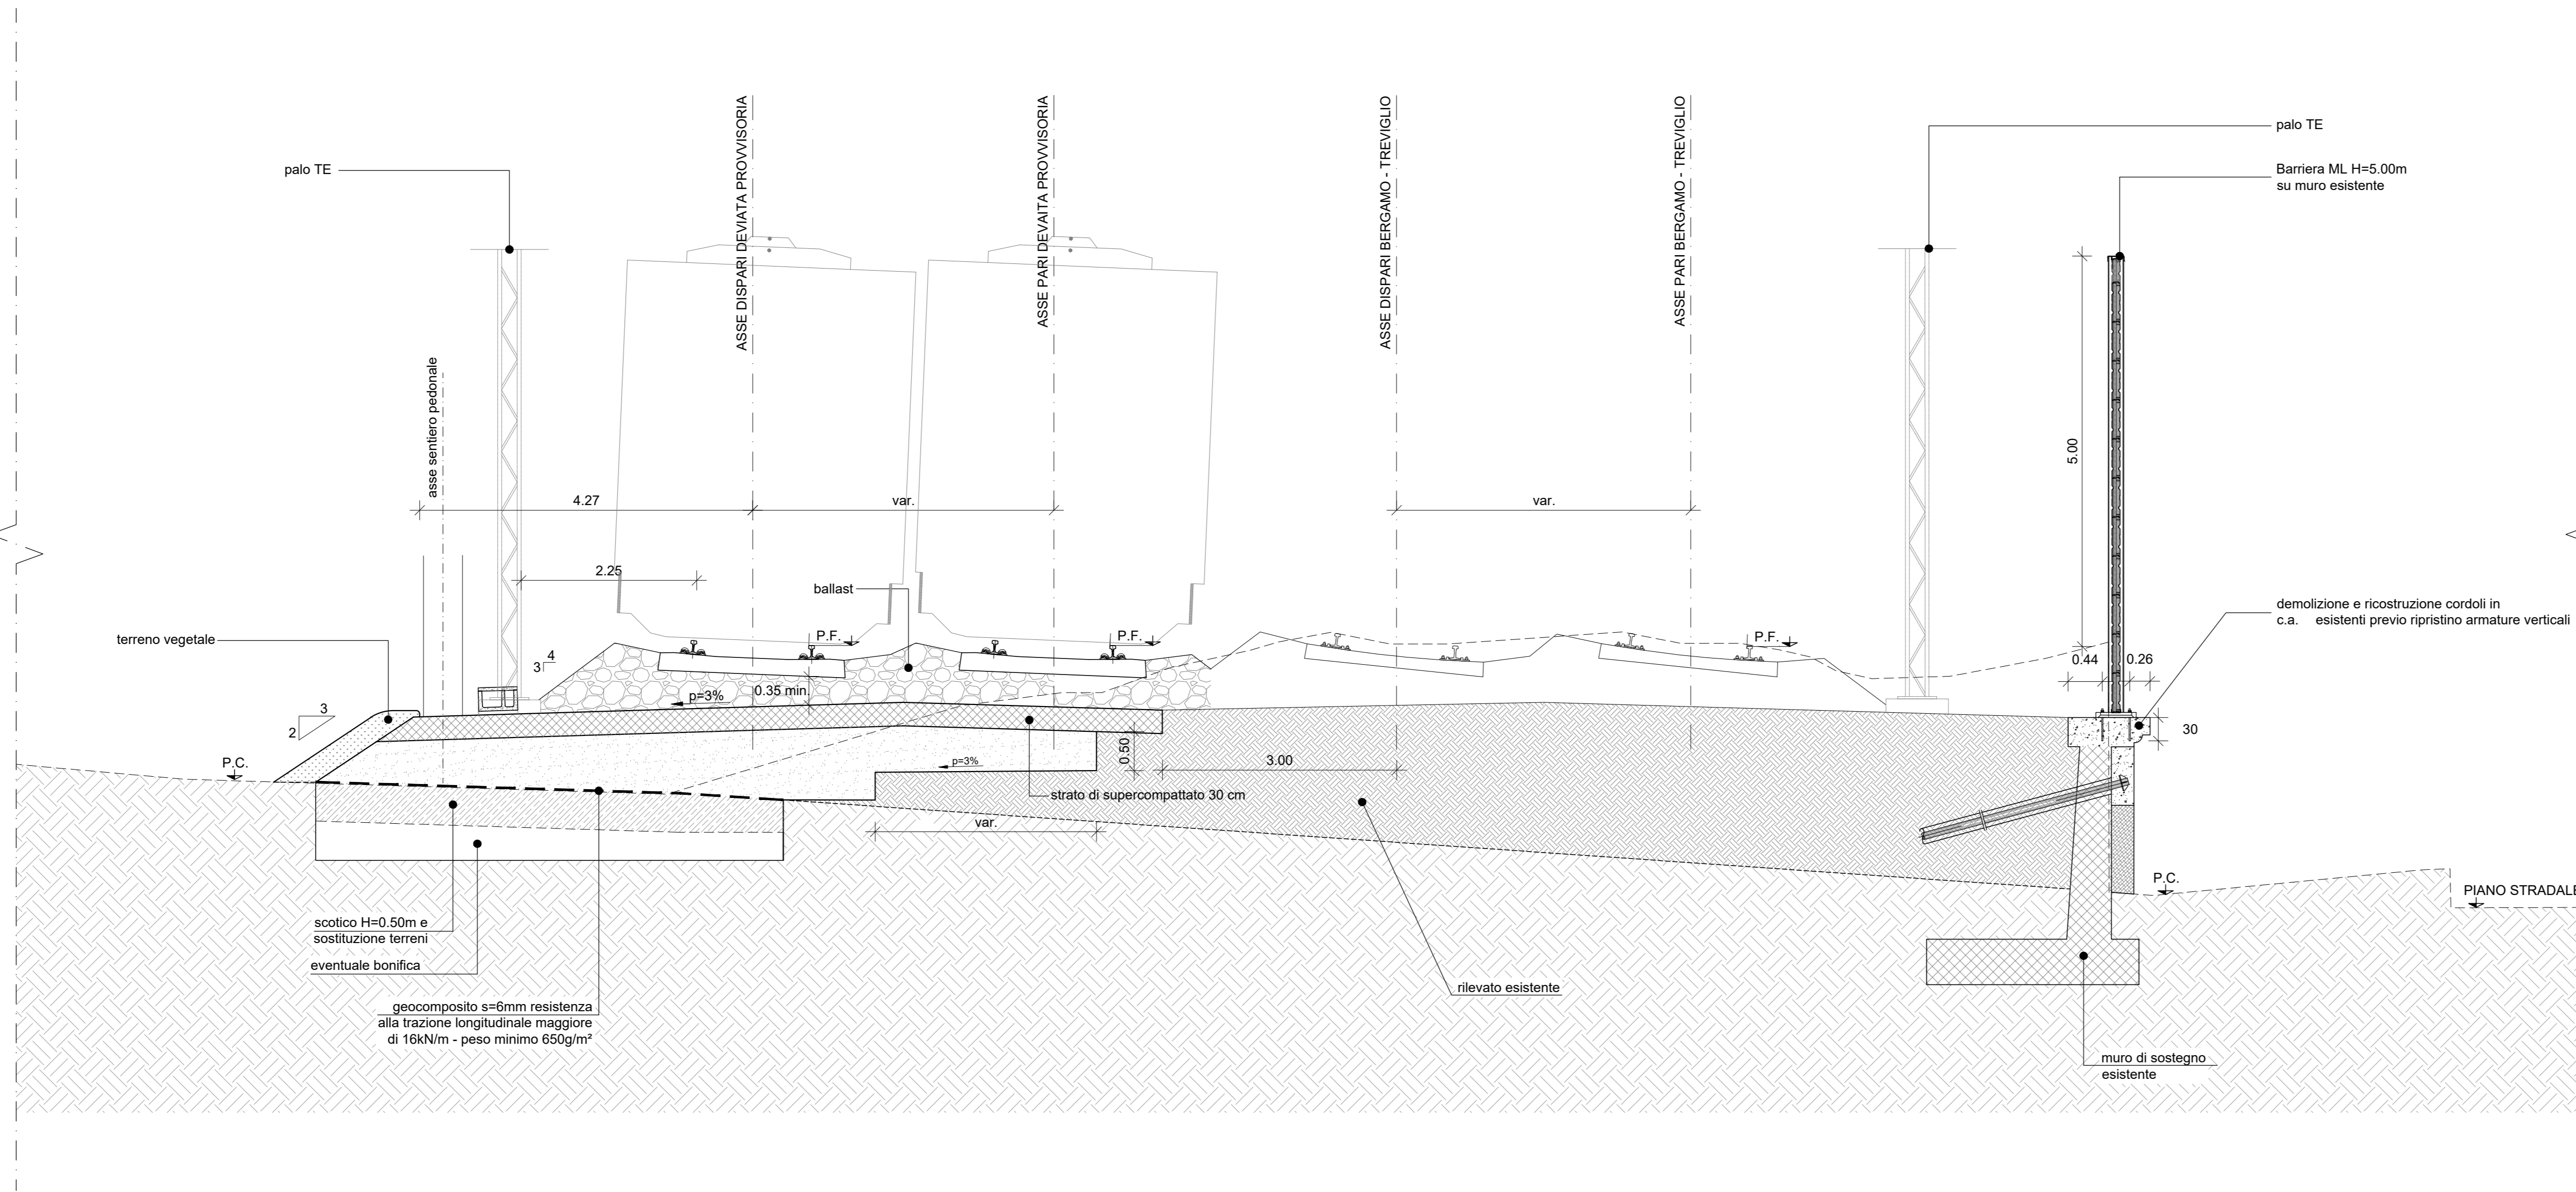 ASSE DISPARI DEVIATA PROVVISORIA
ASSE PARI DEVAITA PROVVISORIA
ASSE DISPARI BERGAMO - TREVIGLIO
ASSE PARI BERGAMO - TREVIGLIO
palo TE
palo TE
Barriera ML H=5.00m
su muro esistente
asse sentiero pedonale
4.27
var.
var.
5.00
2.25
ballast
terreno vegetale
P.F.
P.F.
P.F.
demolizione e ricostruzione cordoli in
c.a. esistenti previo ripristino armature verticali
3
4
0.44
0.26
p=3%
0.35 min.
3
2
30
P.C.
0.50
p=3%
3.00
strato di supercompattato 30 cm
var.
P.C.
PIANO STRADALE
scotico H=0.50m e
sostituzione terreni
eventuale bonifica
rilevato esistente
geocomposito s=6mm resistenza
alla trazione longitudinale maggiore
di 16kN/m - peso minimo 650g/m²
muro di sostegno
esistente